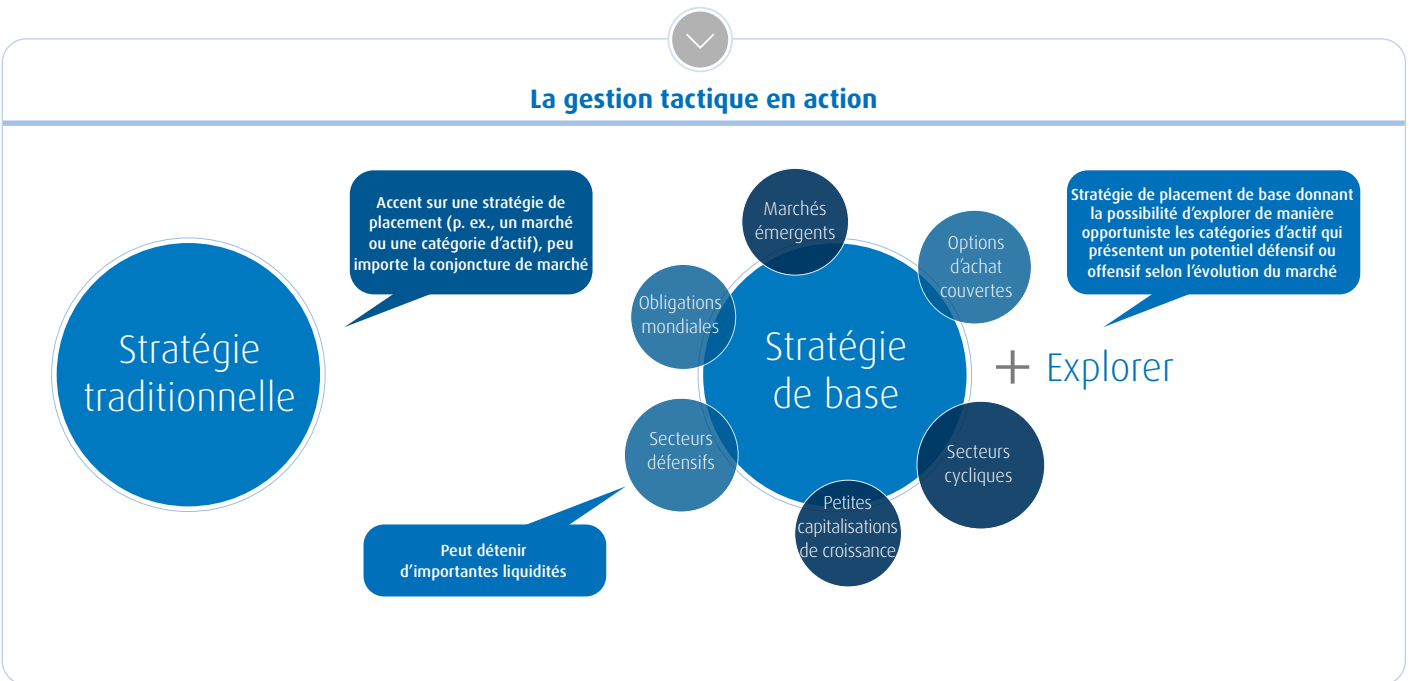 La gestion tactique en action
Accent sur une stratégie de
placement (p. ex., un marché
ou une catégorie d'actif), peu
importe la conjoncture de marché
Stratégie
traditionnelle
Marchés
émergents
Options
d'achat
couvertes
Obligations
mondiales
Stratégie
de base
Secteurs
défensifs
Secteurs
cycliques
Petites
capitalisations
de croissance
Peut détenir
d'importantes liquidités
Stratégie de placement de base donnant
la possibilité d'explorer de manière
opportuniste les catégories d'actif qui
présentent un potentiel défensif ou
offensif selon l'évolution du marché
+ Explorer